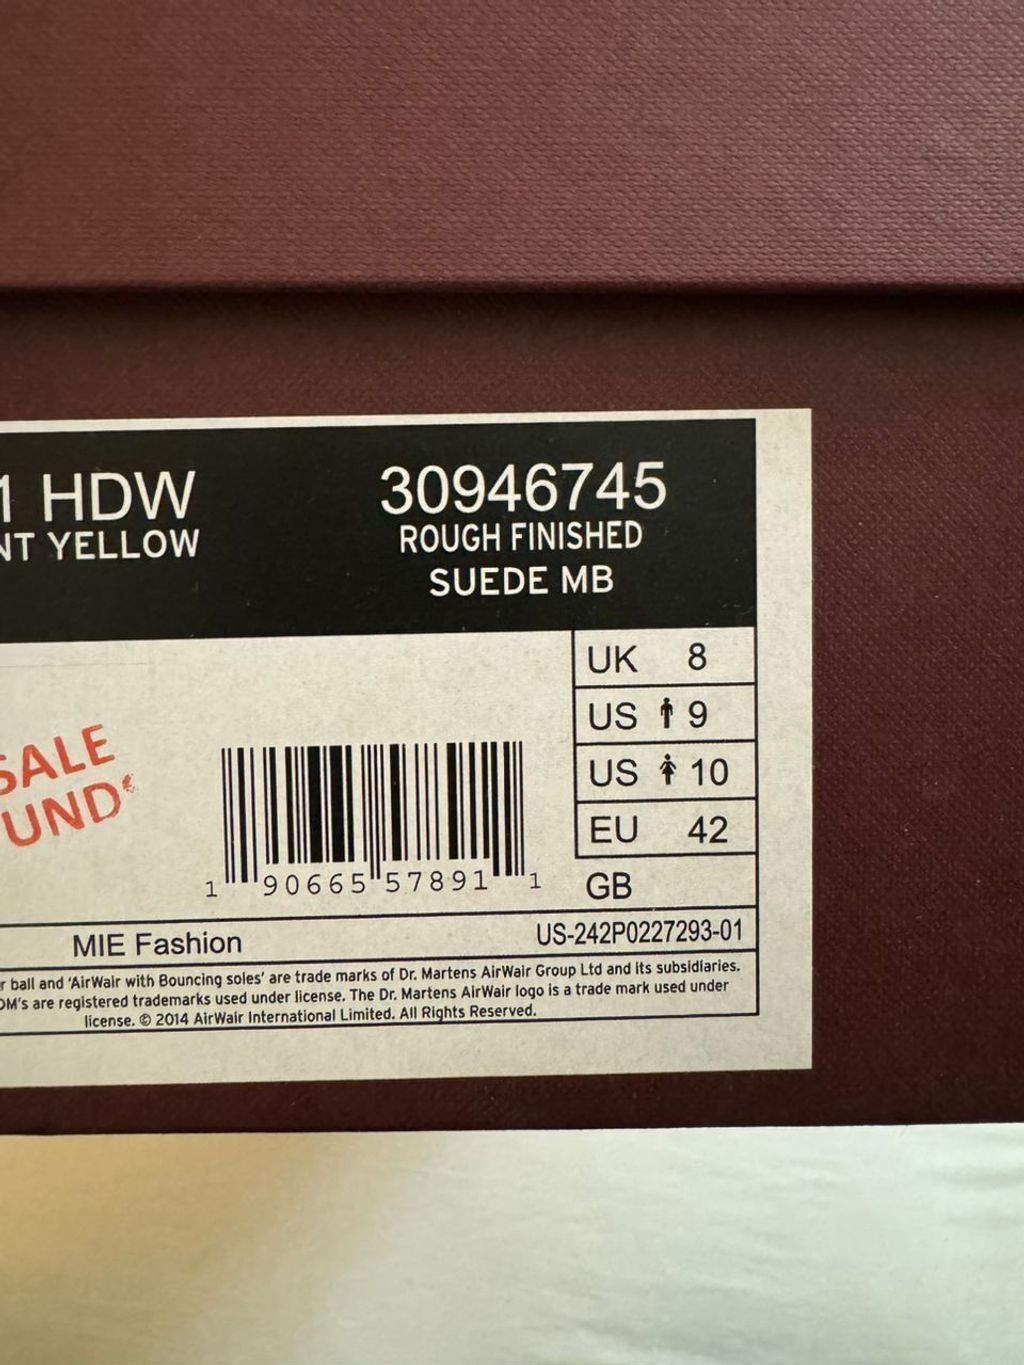 1 HDW
NT YELLOW
30946745
ROUGH FINISHED
SUEDE MB
UK 8
US 9
US 10
EU 42
GB
SALE
UND
1 90665 57891 1
MIE Fashion
US-242P0227293-01
r ball and 'AirWair with Bouncing soles' are trade marks of Dr. Martens AirWair Group Ltd and its subsidiaries.
DM's are registered trademarks used under license. The Dr. Martens AirWair logo is a trade mark used under
license. © 2014 AirWair International Limited. All Rights Reserved.